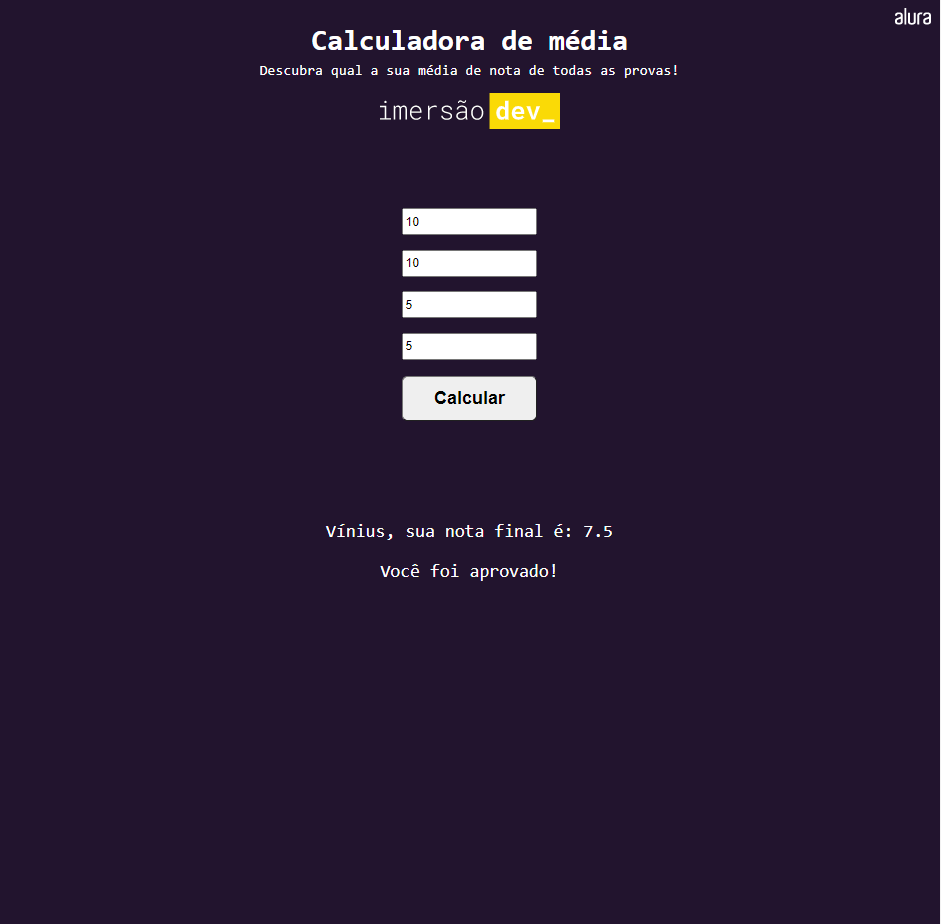 alura
Calculadora de média
Descubra qual a sua média de nota de todas as provas!
imersão dev_
10
10
5
5
Calcular
Vínius, sua nota final é: 7.5
Você foi aprovado!